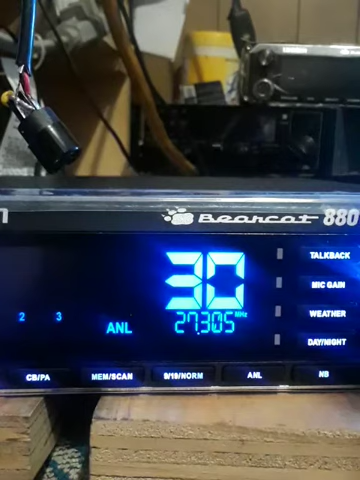 Bearcat 880
30
27.305 MHz
2 3
ANL
TALKBACK
MIC GAIN
WEATHER
DAY/NIGHT
CB/PA MEM/SCAN 9/19/NORM ANL NB